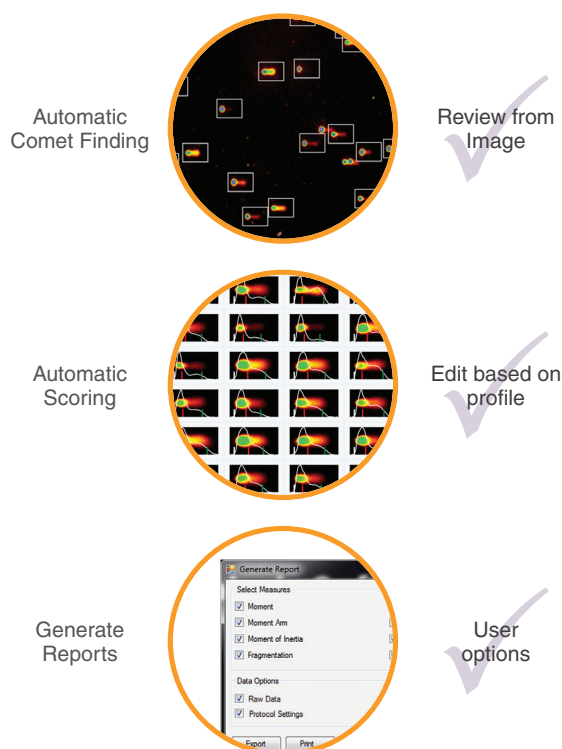 Automatic
Comet Finding
Review from
Image
Automatic
Scoring
Edit based on
profile
Generate
Reports
Generate Report
Select Measures
Moment
Moment Arm
Moment of Inertia
Fragmentation
Data Options
Raw Data
Protocol Settings
Export
Print
User
options